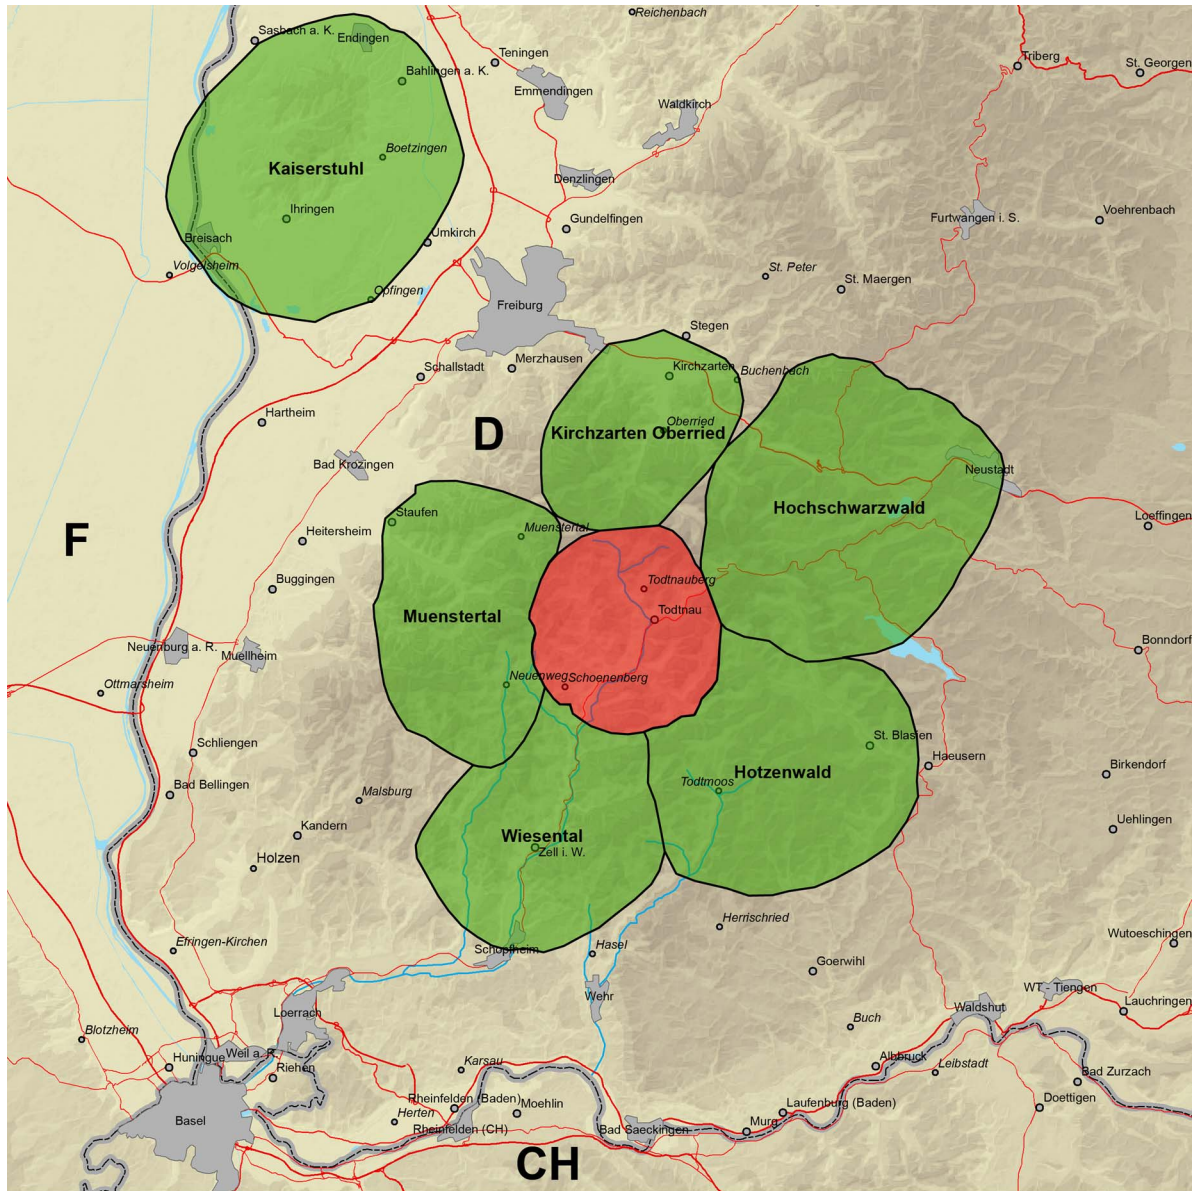 Reichenbach
Sasbach a. K.
Endingen
Teningen
Triberg
St. Georgen
Bahlingen a. K.
Emmendingen
Waldkirch
Boetzingen
Kaiserstuhl
Denzlingen
Ihringen
Voehrenbach
Gundelfingen
Furtwangen i. S.
Umkirch
Breisach
Volgelsheim
St. Peter
St. Maergen
Opfingen
Freiburg
Stegen
Merzhausen
Schallstadt
Kirchzarten
Buchenbach
Hartheim
Oberried
D
Kirchzarten Oberried
Bad Krozingen
Neustadt
Hochschwarzwald
Staufen
Loeffingen
Muenstertal
Heitersheim
F
Buggingen
Todtnauberg
Todtnau
Muenstertal
Neuenburg a. R.
Muellheim
Bonndorf
Neuenweg
Schoenenberg
Ottmarsheim
St. Blasien
Schliengen
Haeusern
Birkendorf
Hotzenwald
Todtmoos
Bad Bellingen
Malsburg
Uehlingen
Kandern
Wiesental
Zell i. W.
Holzen
Herrischried
Wutoeschingen
Efringen-Kirchen
Schopfheim
Hasel
Goerwihl
WT - Tiengen
Wehr
Lauchringen
Waldshut
Loerrach
Buch
Blotzheim
Huningue
Weil a. R.
Riehen
Karsau
Albbruck
Leibstadt
Bad Zurzach
Rheinfelden (Baden)
Moehlin
Laufenburg (Baden)
Doettigen
Herten
Basel
Rheinfelden (CH)
Bad Saeckingen
Murg
CH